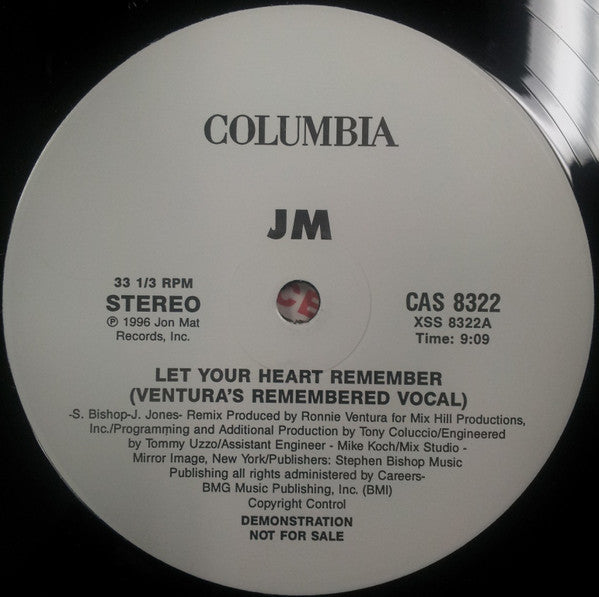 COLUMBIA
JM
33 1/3 RPM
STEREO
℗ 1996 Jon Mat
Records, Inc.
CAS 8322
XSS 8322A
Time: 9:09
LET YOUR HEART REMEMBER
(VENTURA'S REMEMBERED VOCAL)
-S. Bishop-J. Jones- Remix Produced by Ronnie Ventura for Mix Hill Productions,
Inc./Programming and Additional Production by Tony Coluccio/Engineered
by Tommy Uzzo/Assistant Engineer - Mike Koch/Mix Studio -
Mirror Image, New York/Publishers: Stephen Bishop Music
Publishing all rights administered by Careers-
BMG Music Publishing, Inc. (BMI)
Copyright Control
DEMONSTRATION
NOT FOR SALE